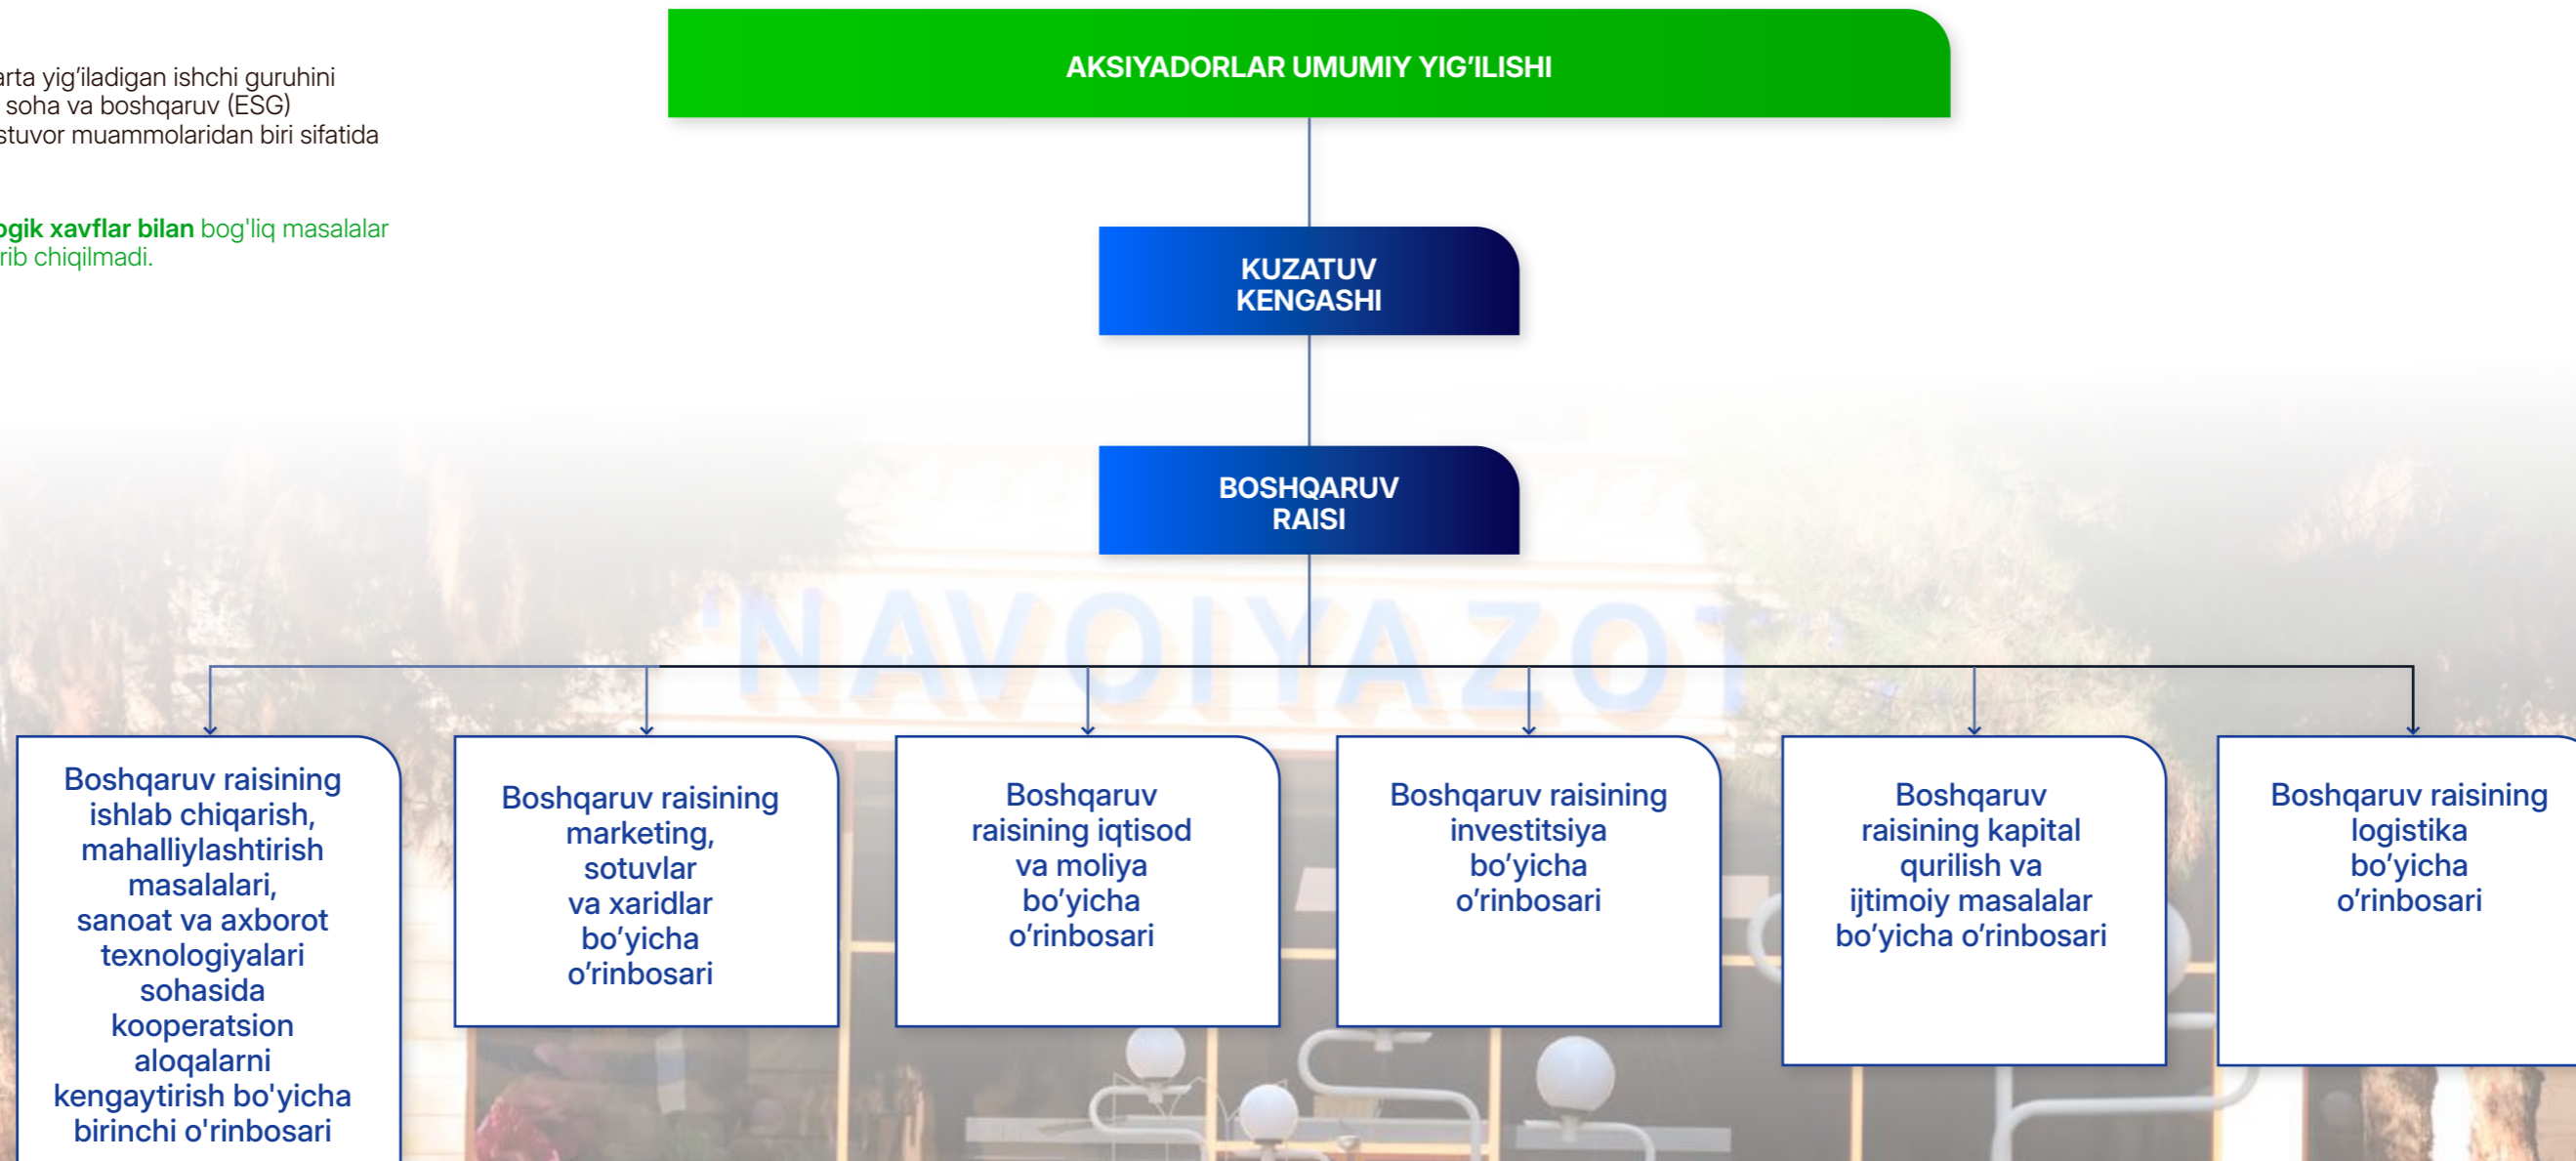 arta yig‘iladigan ishchi guruhini
soha va boshqaruv (ESG)
stuvor muammolaridan biri sifatida
ogik xavflar bilan bog'liq masalalar
rib chiqilmadi.
AKSIYADORLAR UMUMIY YIG‘ILISHI
KUZATUV
KENGASHI
BOSHQARUV
RAISI
'NAVOIYAZOT
Boshqaruv raisining
ishlab chiqarish,
mahalliylashtirish
masalalari,
sanoat va axborot
texnologiyalari
sohasida
kooperatsion
aloqalarni
kengaytirish bo'yicha
birinchi o'rinbosari
Boshqaruv raisining
marketing,
sotuvlar
va xaridlar
bo‘yicha
o‘rinbosari
Boshqaruv
raisining iqtisod
va moliya
bo‘yicha
o‘rinbosari
Boshqaruv raisining
investitsiya
bo‘yicha
o‘rinbosari
Boshqaruv
raisining kapital
qurilish va
ijtimoiy masalalar
bo‘yicha o‘rinbosari
Boshqaruv raisining
logistika
bo‘yicha
o‘rinbosari